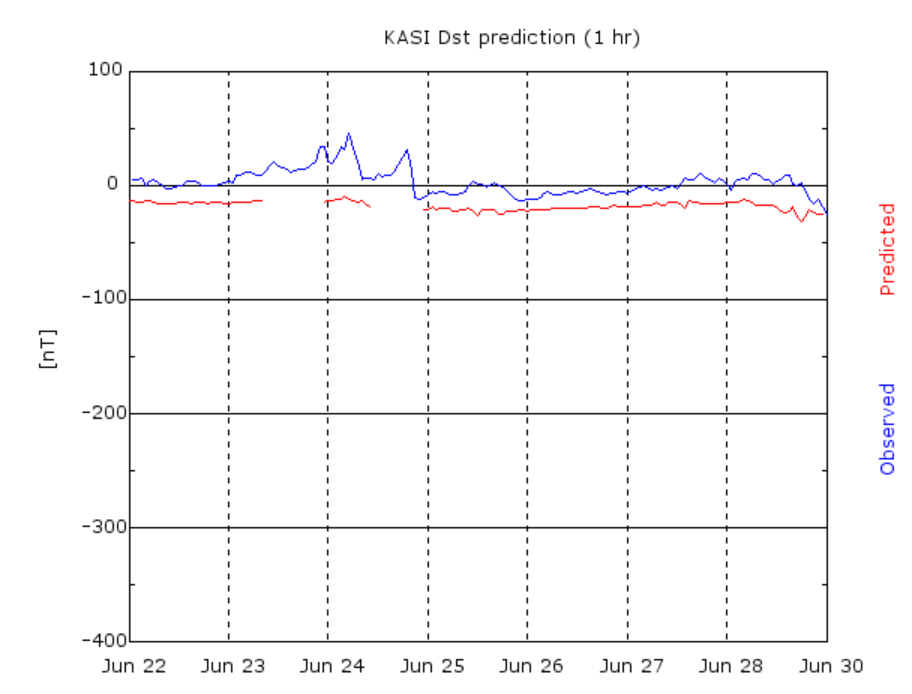 KASI Dst prediction (1 hr)
100
0
-100
-200
-300
-400
[nT]
Jun 22 Jun 23 Jun 24 Jun 25 Jun 26 Jun 27 Jun 28 Jun 30
Predicted
Observed